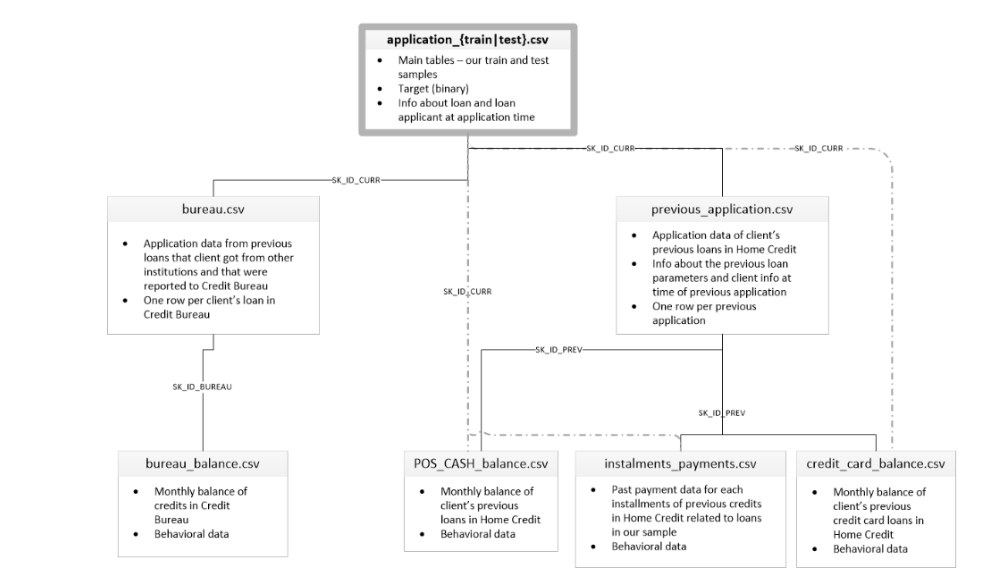 application_{train|test}.csv
• Main tables – our train and test
samples
• Target (binary)
• Info about loan and loan
applicant at application time
SK_ID_CURR
SK_ID_CURR
SK_ID_CURR
bureau.csv
• Application data from previous
loans that client got from other
institutions and that were
reported to Credit Bureau
• One row per client's loan in
Credit Bureau
previous_application.csv
• Application data of client's
previous loans in Home Credit
• Info about the previous loan
parameters and client info at
time of previous application
• One row per previous
application
SK_ID_CURR
SK_ID_PREV
SK_ID_BUREAU
SK_ID_PREV
bureau_balance.csv
• Monthly balance of
credits in Credit
Bureau
• Behavioral data
POS_CASH_balance.csv
• Monthly balance of
client's previous
loans in Home Credit
• Behavioral data
instalments_payments.csv
• Past payment data for each
installments of previous credits
in Home Credit related to loans
in our sample
• Behavioral data
credit_card_balance.csv
• Monthly balance of
client's previous
credit card loans in
Home Credit
• Behavioral data